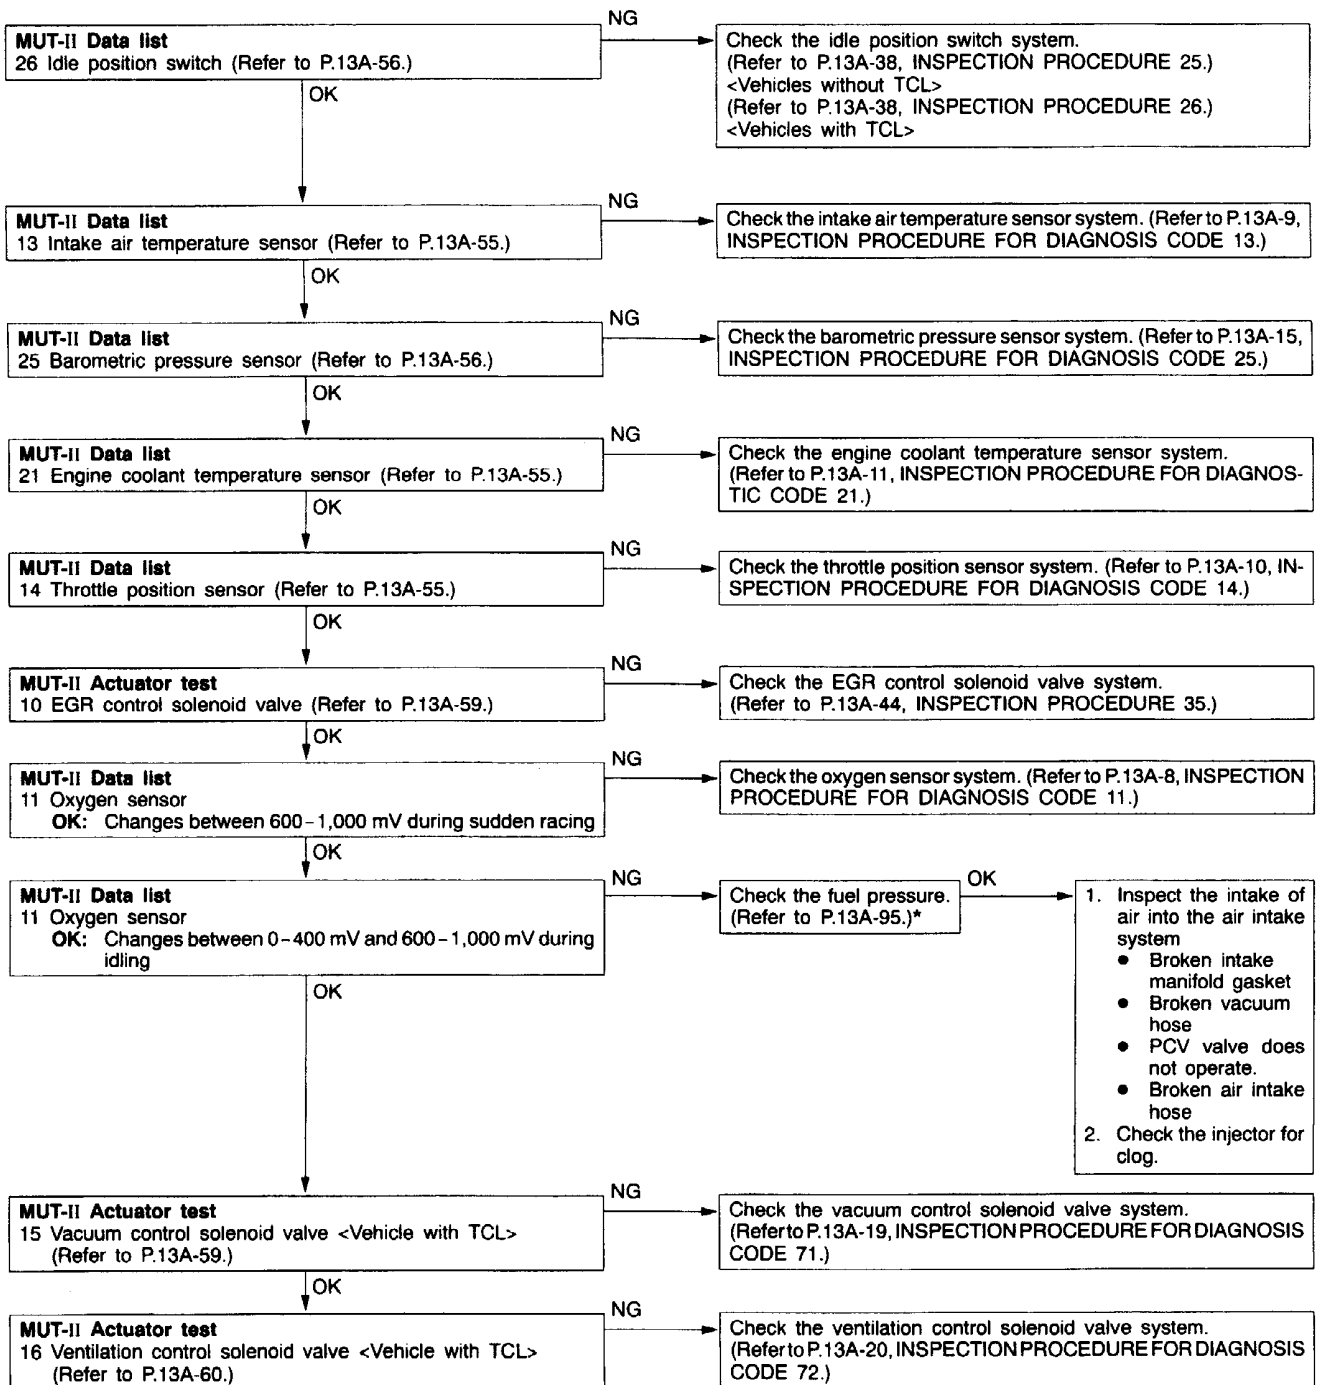 NG
MUT-II Data list
26 Idle position switch (Refer to P.13A-56.)
Check the idle position switch system.
(Refer to P.13A-38, INSPECTION PROCEDURE 25.)
<Vehicles without TCL>
(Refer to P.13A-38, INSPECTION PROCEDURE 26.)
<Vehicles with TCL>
OK
NG
MUT-II Data list
13 Intake air temperature sensor (Refer to P.13A-55.)
Check the intake air temperature sensor system. (Refer to P.13A-9,
INSPECTION PROCEDURE FOR DIAGNOSIS CODE 13.)
OK
NG
MUT-II Data list
25 Barometric pressure sensor (Refer to P.13A-56.)
Check the barometric pressure sensor system. (Refer to P.13A-15,
INSPECTION PROCEDURE FOR DIAGNOSIS CODE 25.)
OK
NG
MUT-II Data list
21 Engine coolant temperature sensor (Refer to P.13A-55.)
Check the engine coolant temperature sensor system.
(Refer to P.13A-11, INSPECTION PROCEDURE FOR DIAGNOS-
TIC CODE 21.)
OK
NG
MUT-II Data list
14 Throttle position sensor (Refer to P.13A-55.)
Check the throttle position sensor system. (Refer to P.13A-10, IN-
SPECTION PROCEDURE FOR DIAGNOSIS CODE 14.)
OK
NG
MUT-II Actuator test
10 EGR control solenoid valve (Refer to P.13A-59.)
Check the EGR control solenoid valve system.
(Refer to P.13A-44, INSPECTION PROCEDURE 35.)
OK
NG
MUT-II Data list
11 Oxygen sensor
OK: Changes between 600–1,000 mV during sudden racing
Check the oxygen sensor system. (Refer to P.13A-8, INSPECTION
PROCEDURE FOR DIAGNOSIS CODE 11.)
OK
NG
MUT-II Data list
11 Oxygen sensor
OK: Changes between 0–400 mV and 600–1,000 mV during
idling
Check the fuel pressure.
(Refer to P.13A-95.)*
OK
1. Inspect the intake of
air into the air intake
system
● Broken intake
manifold gasket
● Broken vacuum
hose
● PCV valve does
not operate.
● Broken air intake
hose
2. Check the injector for
clog.
OK
NG
MUT-II Actuator test
15 Vacuum control solenoid valve <Vehicle with TCL>
(Refer to P.13A-59.)
Check the vacuum control solenoid valve system.
(Refer to P.13A-19, INSPECTION PROCEDURE FOR DIAGNOSIS
CODE 71.)
OK
NG
MUT-II Actuator test
16 Ventilation control solenoid valve <Vehicle with TCL>
(Refer to P.13A-60.)
Check the ventilation control solenoid valve system.
(Refer to P.13A-20, INSPECTION PROCEDURE FOR DIAGNOSIS
CODE 72.)